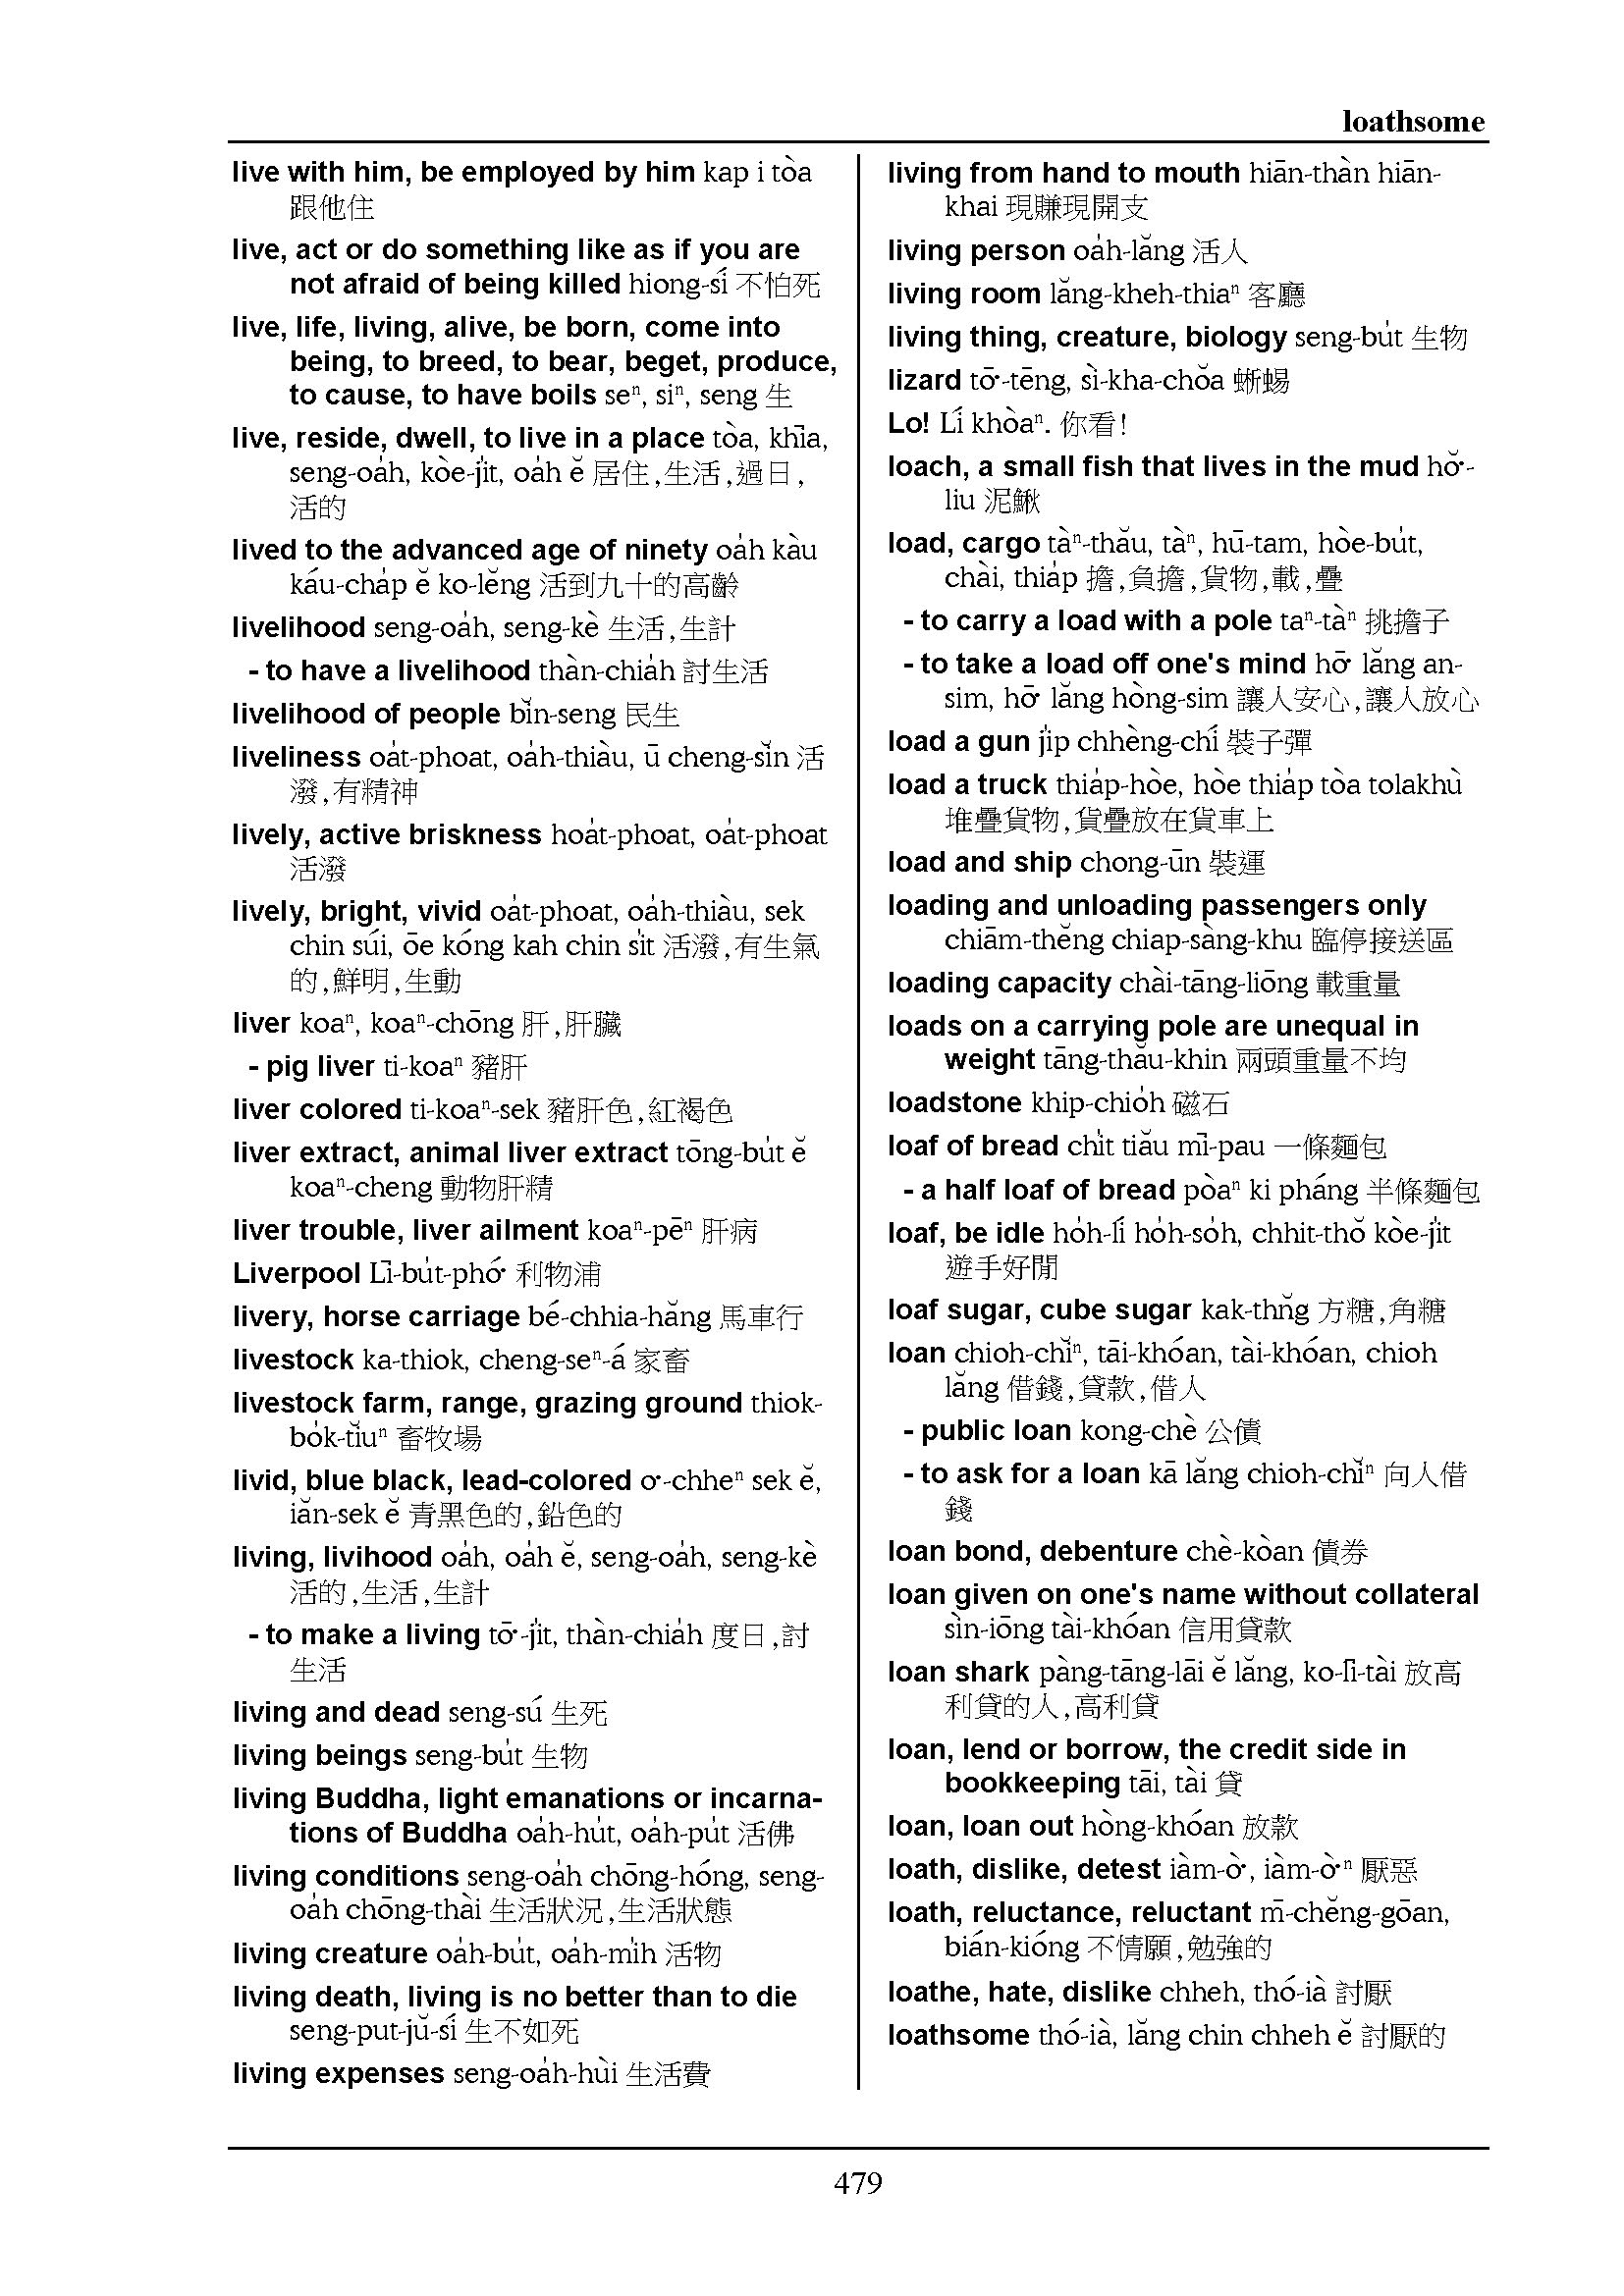 loathsome
live with him, be employed by him kap i tòa
跟他住
live, act or do something like as if you are
not afraid of being killed hiong-sí 不怕死
live, life, living, alive, be born, come into
being, to breed, to bear, beget, produce,
to cause, to have boils seⁿ, siⁿ, seng 生
live, reside, dwell, to live in a place tòa, khīa,
seng-oa̍h, kòe-ji̍t, oa̍h ĕ 居住,生活,過日,
活的
lived to the advanced age of ninety oa̍h kàu
káu-cha̍p ĕ ko-lĕng 活到九十的高齡
livelihood seng-oa̍h, seng-kè 生活,生計
- to have a livelihood thàn-chia̍h 討生活
livelihood of people bĭn-seng 民生
liveliness oa̍t-phoat, oa̍h-thiàu, ū cheng-sĭn 活
潑,有精神
lively, active briskness hoa̍t-phoat, oa̍t-phoat
活潑
lively, bright, vivid oa̍t-phoat, oa̍h-thiàu, sek
chin súi, ōe kóng kah chin si̍t 活潑,有生氣
的,鮮明,生動
liver koaⁿ, koaⁿ-chōng 肝,肝臟
- pig liver ti-koaⁿ 豬肝
liver colored ti-koaⁿ-sek 豬肝色,紅褐色
liver extract, animal liver extract tōng-bu̍t ĕ
koaⁿ-cheng 動物肝精
liver trouble, liver ailment koaⁿ-pēⁿ 肝病
Liverpool Lī-bu̍t-phó͘ 利物浦
livery, horse carriage bé-chhia-hăng 馬車行
livestock ka-thiok, cheng-seⁿ-á 家畜
livestock farm, range, grazing ground thiok-
bo̍k-tĭuⁿ 畜牧場
livid, blue black, lead-colored o͘-chheⁿ sek ĕ,
iăn-sek ĕ 青黑色的,鉛色的
living, livihood oa̍h, oa̍h ĕ, seng-oa̍h, seng-kè
活的,生活,生計
- to make a living tō͘-ji̍t, thàn-chia̍h 度日,討
生活
living and dead seng-sú 生死
living beings seng-bu̍t 生物
living Buddha, light emanations or incarna-
tions of Buddha oa̍h-hu̍t, oa̍h-pu̍t 活佛
living conditions seng-oa̍h chōng-hóng, seng-
oa̍h chōng-thài 生活狀況,生活狀態
living creature oa̍h-bu̍t, oa̍h-mi̍h 活物
living death, living is no better than to die
seng-put-jŭ-sí 生不如死
living expenses seng-oa̍h-hùi 生活費
living from hand to mouth hiān-thàn hiān-
khai 現賺現開支
living person oa̍h-lăng 活人
living room lăng-kheh-thiaⁿ 客廳
living thing, creature, biology seng-bu̍t 生物
lizard tō͘-tēng, sì-kha-chŏa 蜥蜴
Lo! Lí khòaⁿ. 你看!
loach, a small fish that lives in the mud hŏ͘-
liu 泥鰍
load, cargo tàⁿ-thău, tàⁿ, hū-tam, hòe-bu̍t,
chài, thia̍p 擔,負擔,貨物,載,疊
- to carry a load with a pole taⁿ-tàⁿ 挑擔子
- to take a load off one's mind hō͘ lăng an-
sim, hō͘ lăng hòng-sim 讓人安心,讓人放心
load a gun ji̍p chhèng-chí 裝子彈
load a truck thia̍p-hòe, hòe thia̍p tòa tolakhù
堆疊貨物,貨疊放在貨車上
load and ship chong-ūn 裝運
loading and unloading passengers only
chiām-thĕng chiap-sàng-khu 臨停接送區
loading capacity chài-tāng-liōng 載重量
loads on a carrying pole are unequal in
weight tāng-thău-khin 兩頭重量不均
loadstone khip-chio̍h 磁石
loaf of bread chi̍t tiău mī-pau 一條麵包
- a half loaf of bread pòaⁿ ki pháng 半條麵包
loaf, be idle ho̍h-lí ho̍h-so̍h, chhit-thŏ kòe-ji̍t
遊手好閒
loaf sugar, cube sugar kak-thn̆g 方糖,角糖
loan chioh-chĭⁿ, tāi-khóan, tài-khóan, chioh
lăng 借錢,貸款,借人
- public loan kong-chè 公債
- to ask for a loan kā lăng chioh-chĭⁿ 向人借
錢
loan bond, debenture chè-kòan 債券
loan given on one's name without collateral
sìn-iōng tài-khóan 信用貸款
loan shark pàng-tāng-lāi ĕ lăng, ko-lī-tài 放高
利貸的人,高利貸
loan, lend or borrow, the credit side in
bookkeeping tāi, tài 貸
loan, loan out hòng-khóan 放款
loath, dislike, detest iàm-ò͘, iàm-ò͘ⁿ 厭惡
loath, reluctance, reluctant m̄-chĕng-gōan,
bián-kióng 不情願,勉強的
loathe, hate, dislike chheh, thó-ià 討厭
loathsome thó-ià, lăng chin chheh ĕ 討厭的
479